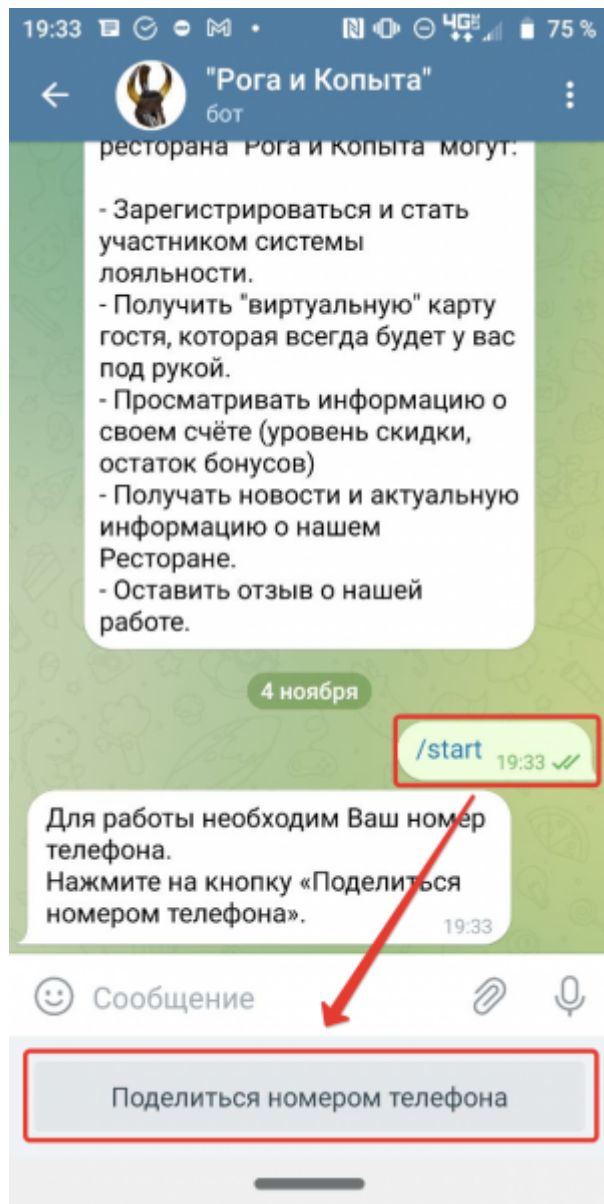 19:33 4G 75 %
"Рога и Копыта"
бот
ресторана "Рога и Копыта" могут:
- Зарегистрироваться и стать
участником системы
лояльности.
- Получить "виртуальную" карту
гостя, которая всегда будет у вас
под рукой.
- Просматривать информацию о
своем счёте (уровень скидки,
остаток бонусов)
- Получать новости и актуальную
информацию о нашем
Ресторане.
- Оставить отзыв о нашей
работе.
4 ноября
/start 19:33
Для работы необходим Ваш номер
телефона.
Нажмите на кнопку «Поделиться
номером телефона».
19:33
Сообщение
Поделиться номером телефона